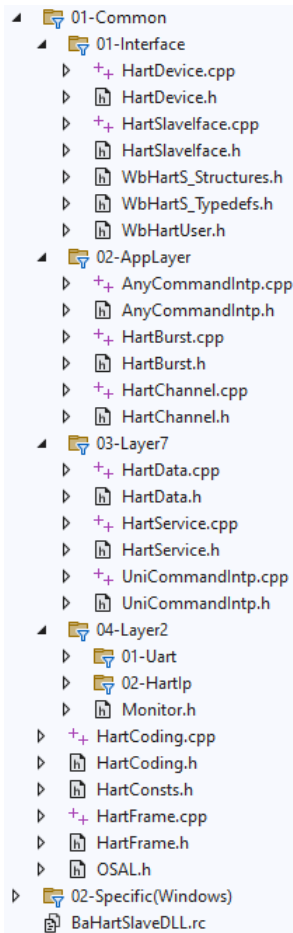 01-Common
01-Interface
HartDevice.cpp
HartDevice.h
HartSlaveIface.cpp
HartSlaveIface.h
WbHartS_Structures.h
WbHartS_Typedefs.h
WbHartUser.h
02-AppLayer
AnyCommandIntp.cpp
AnyCommandIntp.h
HartBurst.cpp
HartBurst.h
HartChannel.cpp
HartChannel.h
03-Layer7
HartData.cpp
HartData.h
HartService.cpp
HartService.h
UniCommandIntp.cpp
UniCommandIntp.h
04-Layer2
01-Uart
02-HartIp
Monitor.h
HartCoding.cpp
HartCoding.h
HartConsts.h
HartFrame.cpp
HartFrame.h
OSAL.h
02-Specific(Windows)
BaHartSlaveDLL.rc